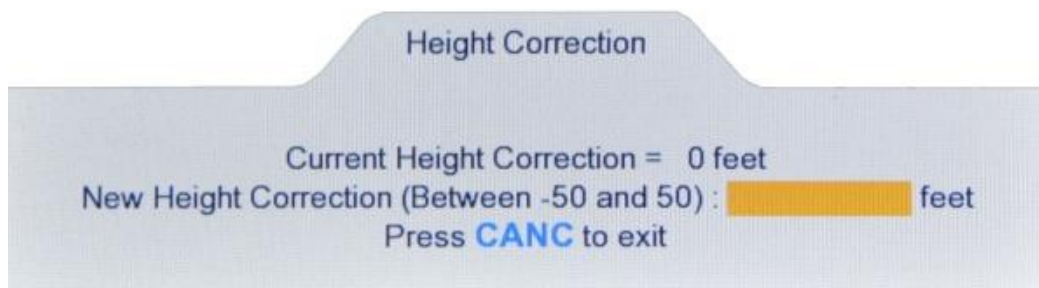 Height Correction
Current Height Correction = 0 feet
New Height Correction (Between -50 and 50) : feet
Press CANC to exit